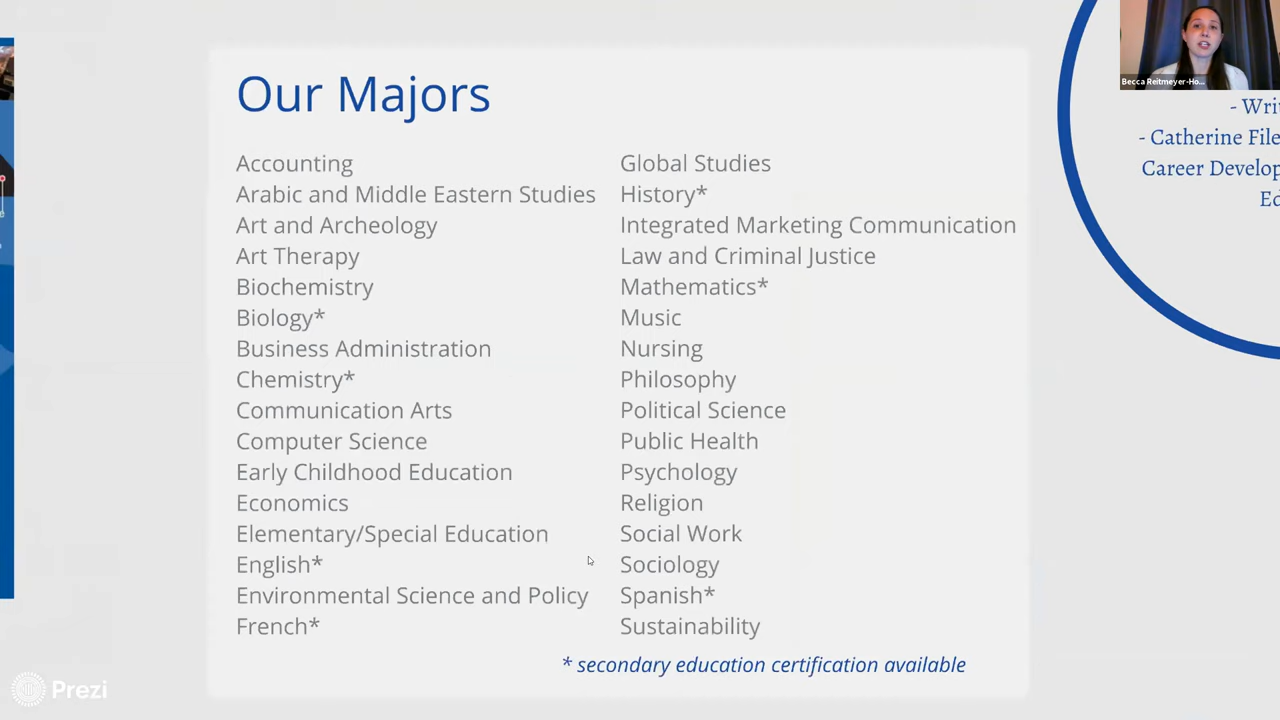 Our Majors
Accounting
Arabic and Middle Eastern Studies
Art and Archeology
Art Therapy
Biochemistry
Biology*
Business Administration
Chemistry*
Communication Arts
Computer Science
Early Childhood Education
Economics
Elementary/Special Education
English*
Environmental Science and Policy
French*
Global Studies
History*
Integrated Marketing Communication
Law and Criminal Justice
Mathematics*
Music
Nursing
Philosophy
Political Science
Public Health
Psychology
Religion
Social Work
Sociology
Spanish*
Sustainability
* secondary education certification available
Becca Reitmeyer-Ho...
- Wri
- Catherine File
Career Develop
Ed
Prezi